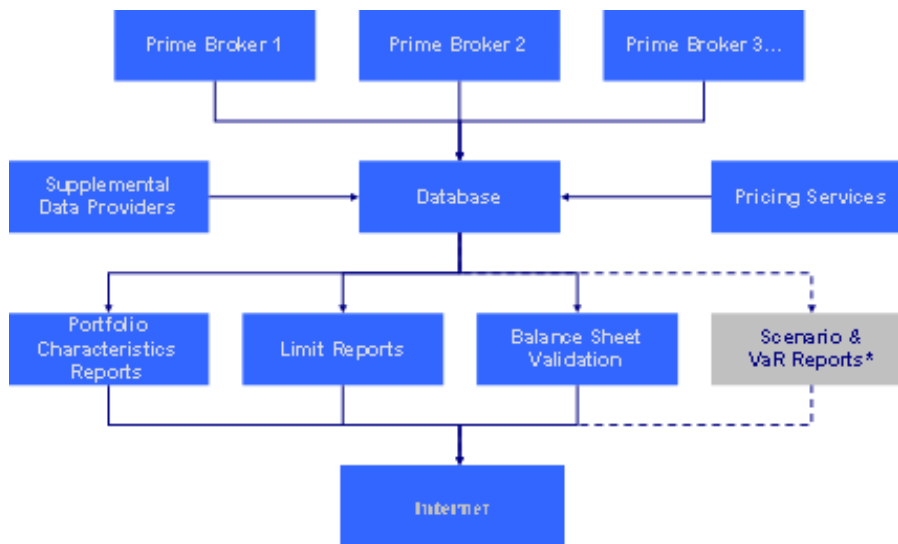 Prime Broker 1
Prime Broker 2
Prime Broker 3...
Supplemental
Data Providers
Database
Pricing Services
Portfolio
Characteristics
Reports
Limit Reports
Balance Sheet
Validation
Scenario &
VaR Reports*
Internet